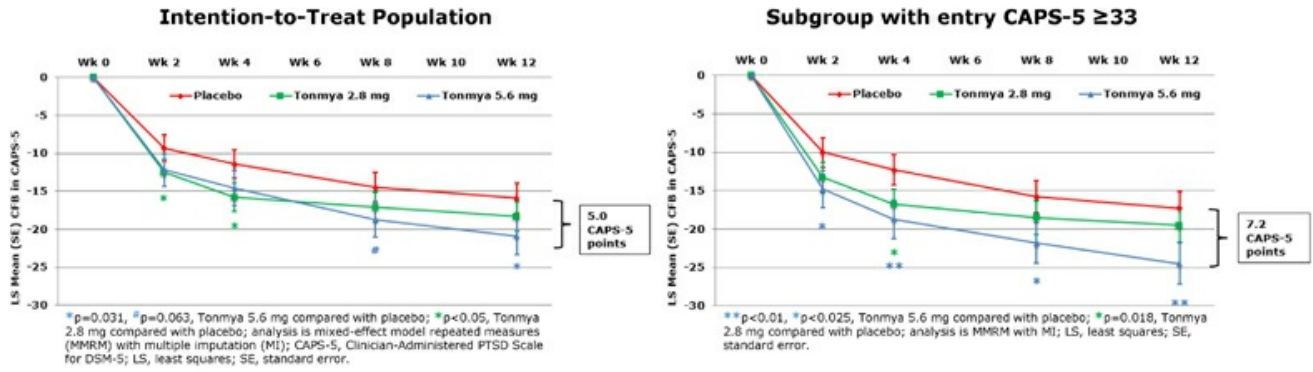 Intention-to-Treat Population
Wk 0 Wk 2 Wk 4 Wk 6 Wk 8 Wk 10 Wk 12
Placebo Tonmya 2.8 mg Tonmya 5.6 mg
0
-5
-10
-15
-20
-25
-30
LS Mean (SE) CFB in CAPS-5
*
*
#
*
5.0
CAPS-5
points
*p=0.031, #p=0.063, Tonmya 5.6 mg compared with placebo; *p<0.05, Tonmya
2.8 mg compared with placebo; analysis is mixed-effect model repeated measures
(MMRM) with multiple imputation (MI); CAPS-5, Clinician-Administered PTSD Scale
for DSM-5; LS, least squares; SE, standard error.
Subgroup with entry CAPS-5 ≥33
Wk 0 Wk 2 Wk 4 Wk 6 Wk 8 Wk 10 Wk 12
Placebo Tonmya 2.8 mg Tonmya 5.6 mg
0
-5
-10
-15
-20
-25
-30
LS Mean (SE) CFB in CAPS-5
*
*
**
*
**
7.2
CAPS-5
points
**p<0.01, *p<0.025, Tonmya 5.6 mg compared with placebo; *p=0.018, Tonmya
2.8 mg compared with placebo; analysis is MMRM with MI; LS, least squares; SE,
standard error.